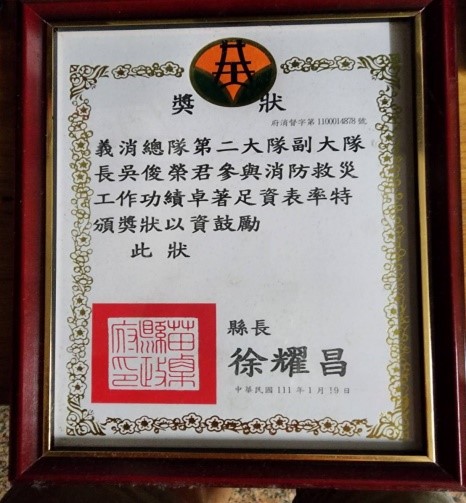 獎狀
府消督字第1100014878號
義消總隊第二大隊副大隊
長吳俊榮君參與消防救災
工作功績卓著足資表率特
頒獎狀以資鼓勵
此狀
苗栗縣政府印
縣長
徐耀昌
中華民國111年1月19日